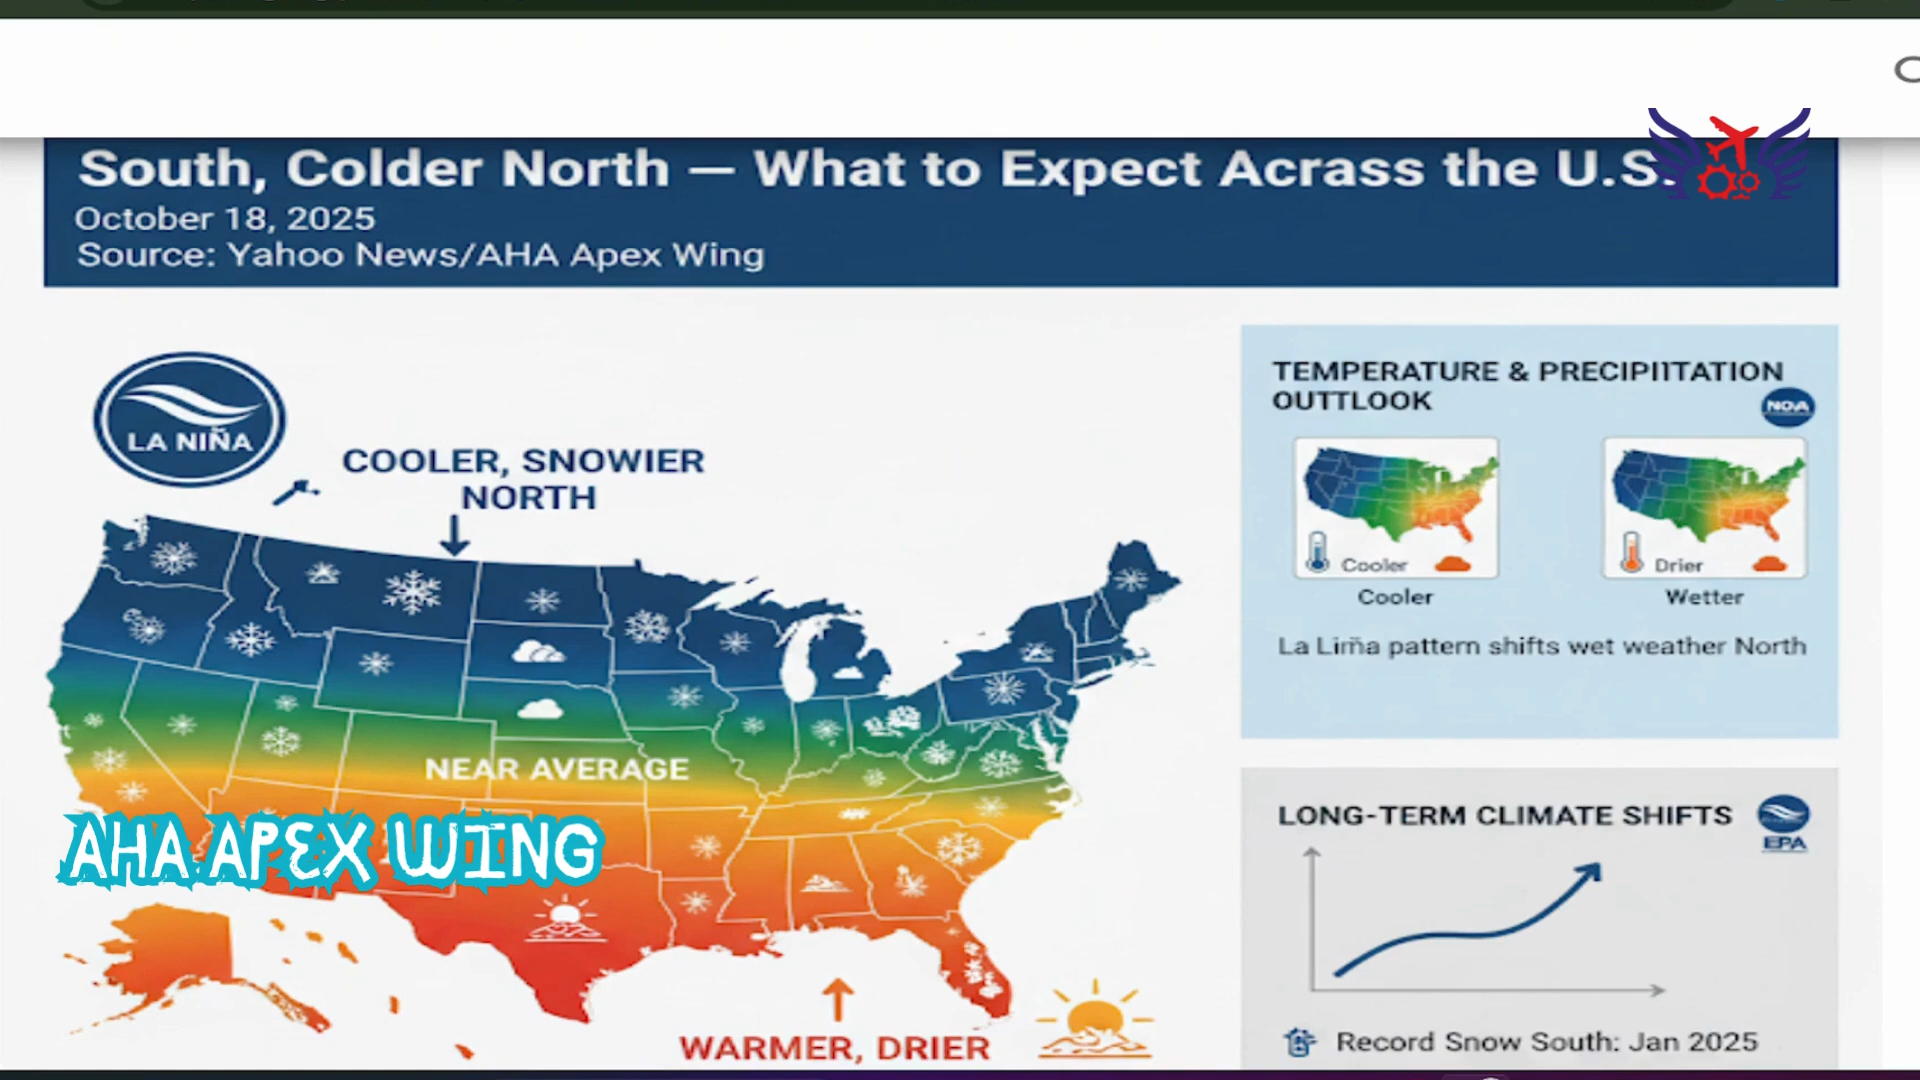 South, Colder North — What to Expect Acrass the U.S.
October 18, 2025
Source: Yahoo News/AHA Apex Wing
LA NIÑA
COOLER, SNOWIER
NORTH
NEAR AVERAGE
AHA APEX WING
WARMER, DRIER
TEMPERATURE & PRECIPIITATION
OUTTLOOK
NOA
Cooler
Drier
Cooler
Wetter
La Lirña pattern shifts wet weather North
LONG-TERM CLIMATE SHIFTS
EPA
Record Snow South: Jan 2025